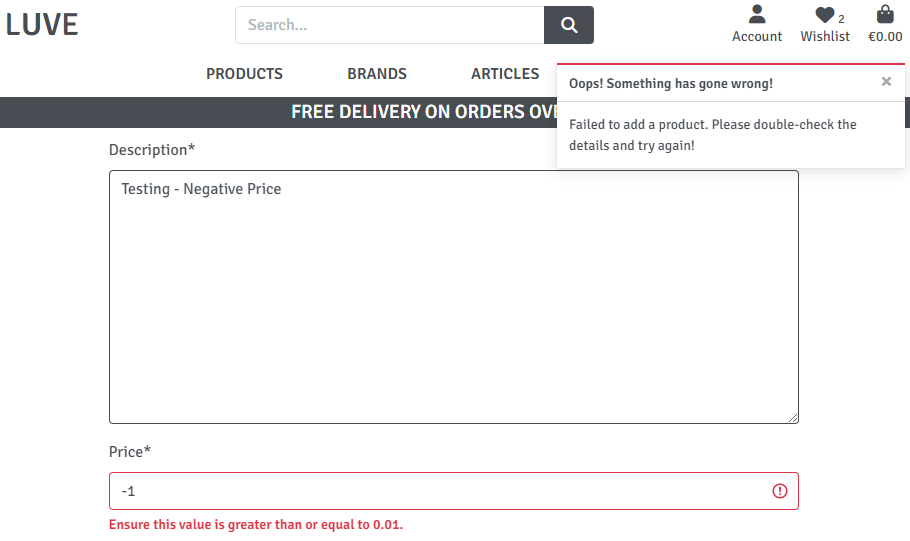 LUVE
Search...
Account
Wishlist 2
€0.00
PRODUCTS BRANDS ARTICLES
FREE DELIVERY ON ORDERS
Oops! Something has gone wrong!
Failed to add a product. Please double-check the
details and try again!
Description*
Testing - Negative Price
Price*
-1
Ensure this value is greater than or equal to 0.01.